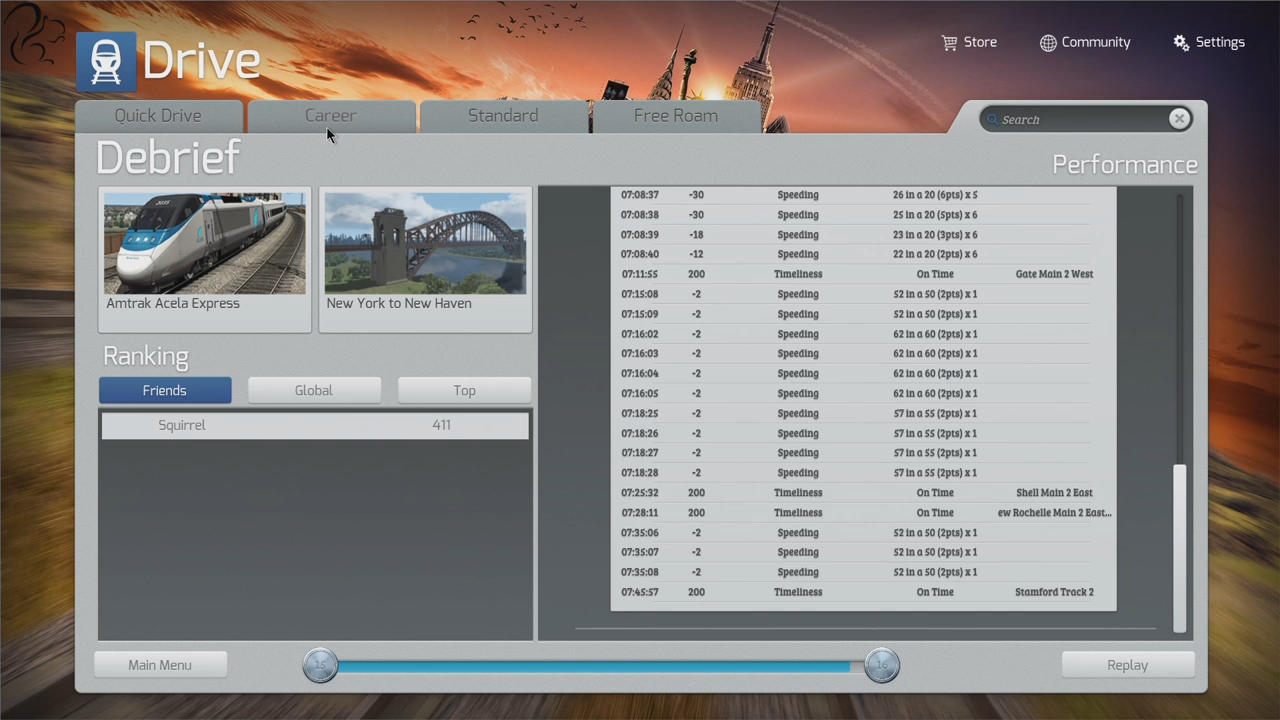 Drive
Store
Community
Settings
Quick Drive
Career
Standard
Free Roam
Search
Debrief
Performance
Amtrak Acela Express
New York to New Haven
Ranking
Friends
Global
Top
Squirrel 411
07:08:37 -30 Speeding 26 in a 20 (6pts) x 5
07:08:38 -30 Speeding 25 in a 20 (5pts) x 6
07:08:39 -18 Speeding 23 in a 20 (3pts) x 6
07:08:40 -12 Speeding 22 in a 20 (2pts) x 6
07:11:55 200 Timeliness On Time Gate Main 2 West
07:15:08 -2 Speeding 52 in a 50 (2pts) x 1
07:15:09 -2 Speeding 52 in a 50 (2pts) x 1
07:16:02 -2 Speeding 62 in a 60 (2pts) x 1
07:16:03 -2 Speeding 62 in a 60 (2pts) x 1
07:16:04 -2 Speeding 62 in a 60 (2pts) x 1
07:16:05 -2 Speeding 62 in a 60 (2pts) x 1
07:18:25 -2 Speeding 57 in a 55 (2pts) x 1
07:18:26 -2 Speeding 57 in a 55 (2pts) x 1
07:18:27 -2 Speeding 57 in a 55 (2pts) x 1
07:18:28 -2 Speeding 57 in a 55 (2pts) x 1
07:25:32 200 Timeliness On Time Shell Main 2 East
07:28:11 200 Timeliness On Time ew Rochelle Main 2 East...
07:35:06 -2 Speeding 52 in a 50 (2pts) x 1
07:35:07 -2 Speeding 52 in a 50 (2pts) x 1
07:35:08 -2 Speeding 52 in a 50 (2pts) x 1
07:45:57 200 Timeliness On Time Stamford Track 2
Main Menu
15
16
Replay